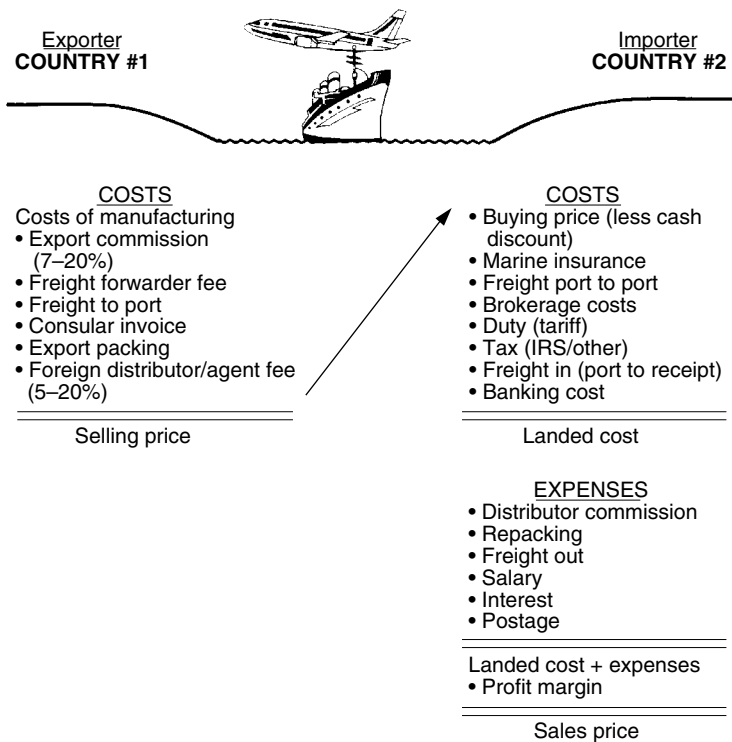 Exporter
COUNTRY #1
Importer
COUNTRY #2
COSTS
Costs of manufacturing
• Export commission
(7–20%)
• Freight forwarder fee
• Freight to port
• Consular invoice
• Export packing
• Foreign distributor/agent fee
(5–20%)
Selling price
COSTS
• Buying price (less cash
discount)
• Marine insurance
• Freight port to port
• Brokerage costs
• Duty (tariff)
• Tax (IRS/other)
• Freight in (port to receipt)
• Banking cost
Landed cost
EXPENSES
• Distributor commission
• Repacking
• Freight out
• Salary
• Interest
• Postage
Landed cost + expenses
• Profit margin
Sales price